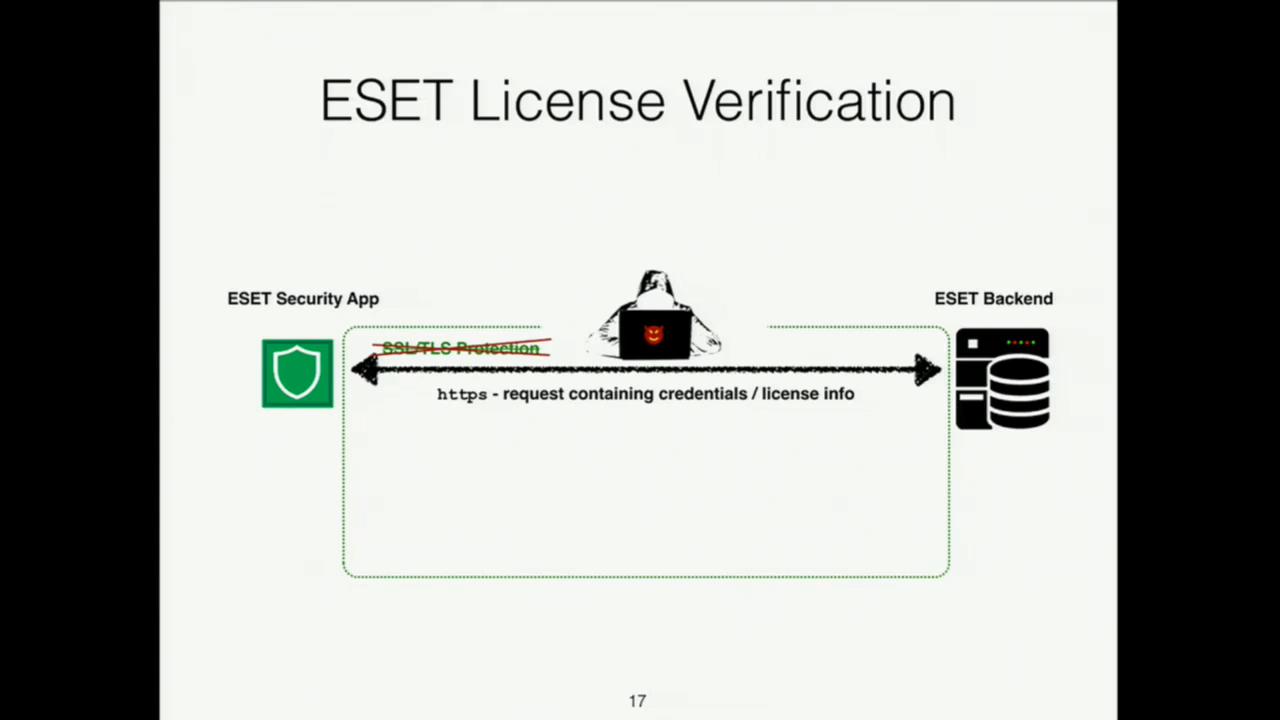 ESET License Verification
ESET Security App
ESET Backend
SSL/TLS Protection
https - request containing credentials / license info
17